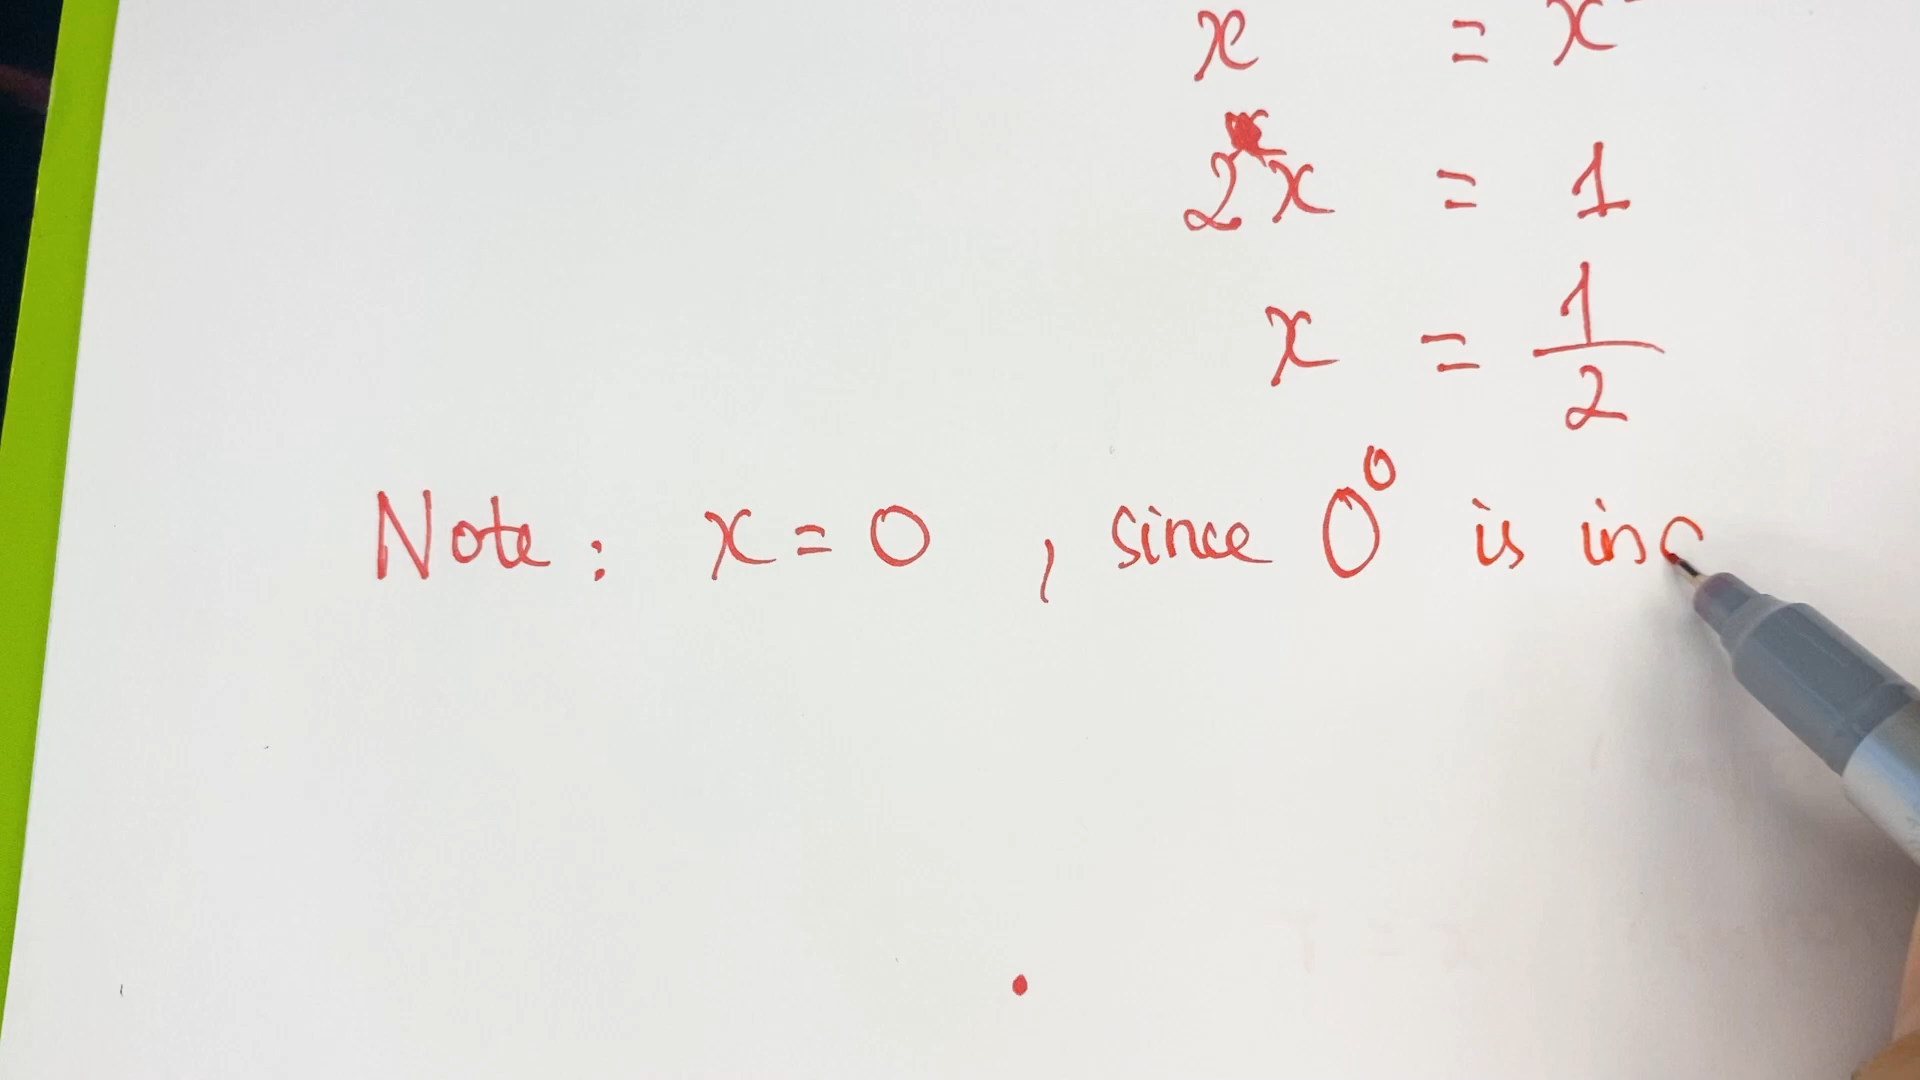 x = x
2x = 1
x = 1/2
Note : x = 0 , since 0⁰ is in